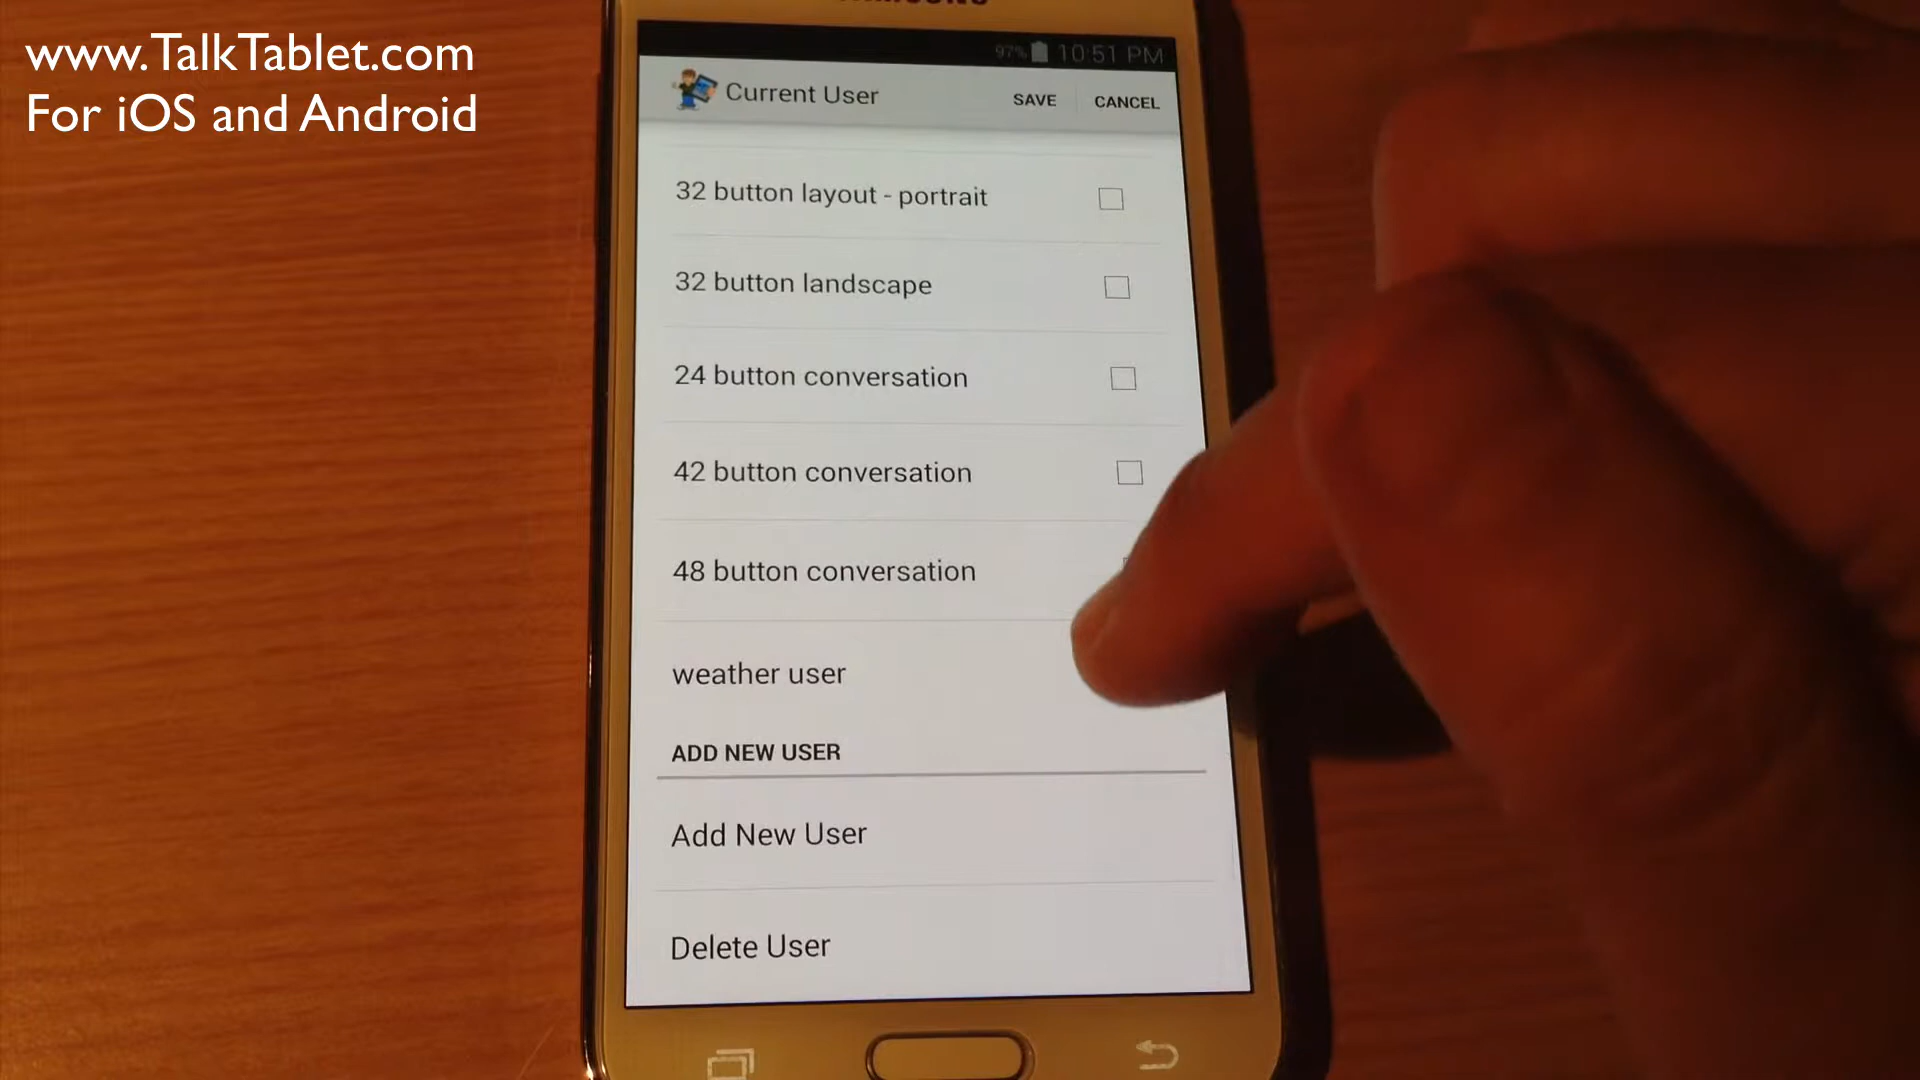 www.TalkTablet.com
For iOS and Android
SAMSUNG
97% 10:51 PM
Current User SAVE CANCEL
32 button layout - portrait
32 button landscape
24 button conversation
42 button conversation
48 button conversation
weather user
ADD NEW USER
Add New User
Delete User